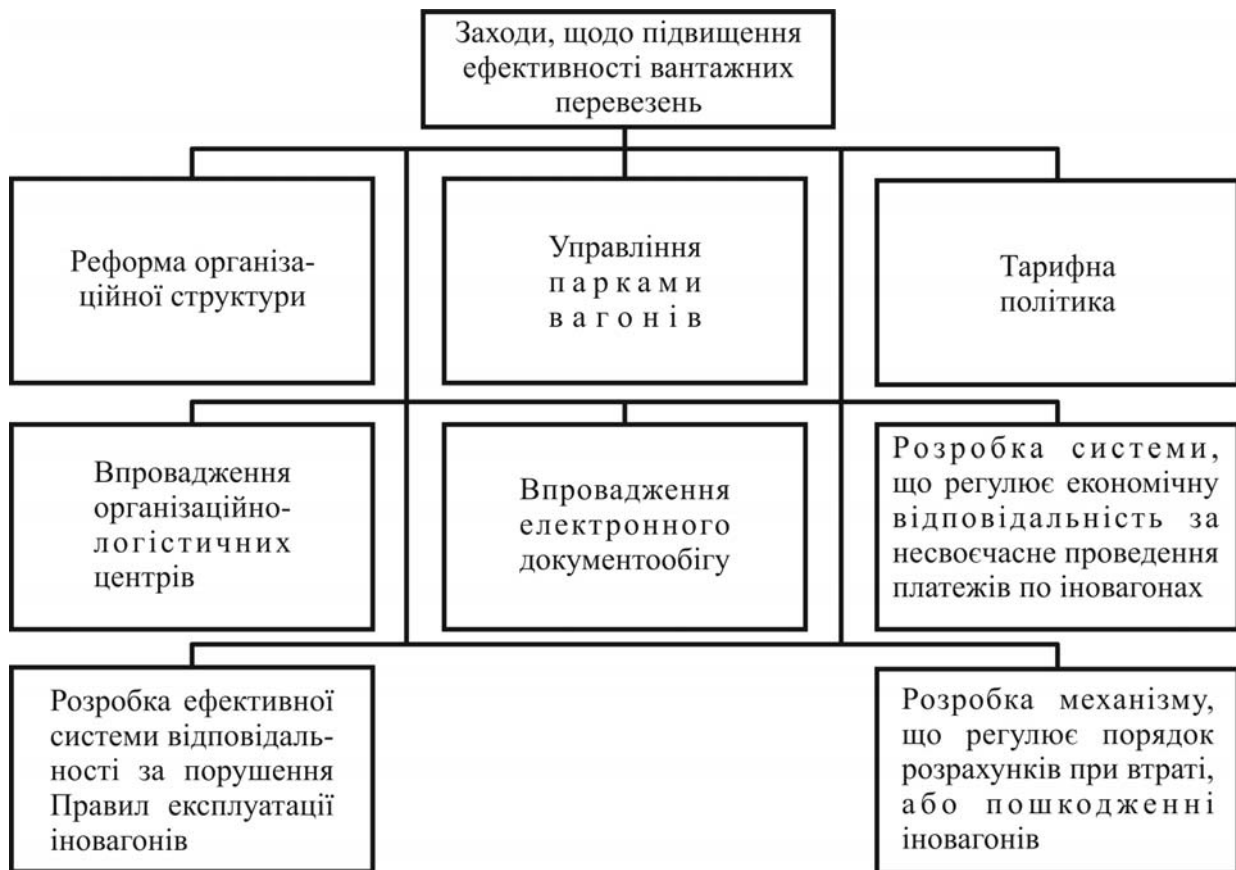 Заходи, щодо підвищення
ефективності вантажних
перевезень
Реформа організа-
ційної структури
Управління
парками
вагонів
Тарифна
політика
Впровадження
організаційно-
логістичних
центрів
Впровадження
електронного
документообігу
Розробка системи,
що регулює економічну
відповідальність за
несвоєчасне проведення
платежів по іновагонах
Розробка ефективної
системи відповідаль-
ності за порушення
Правил експлуатації
іновагонів
Розробка механізму,
що регулює порядок
розрахунків при втраті,
або пошкодженні
іновагонів